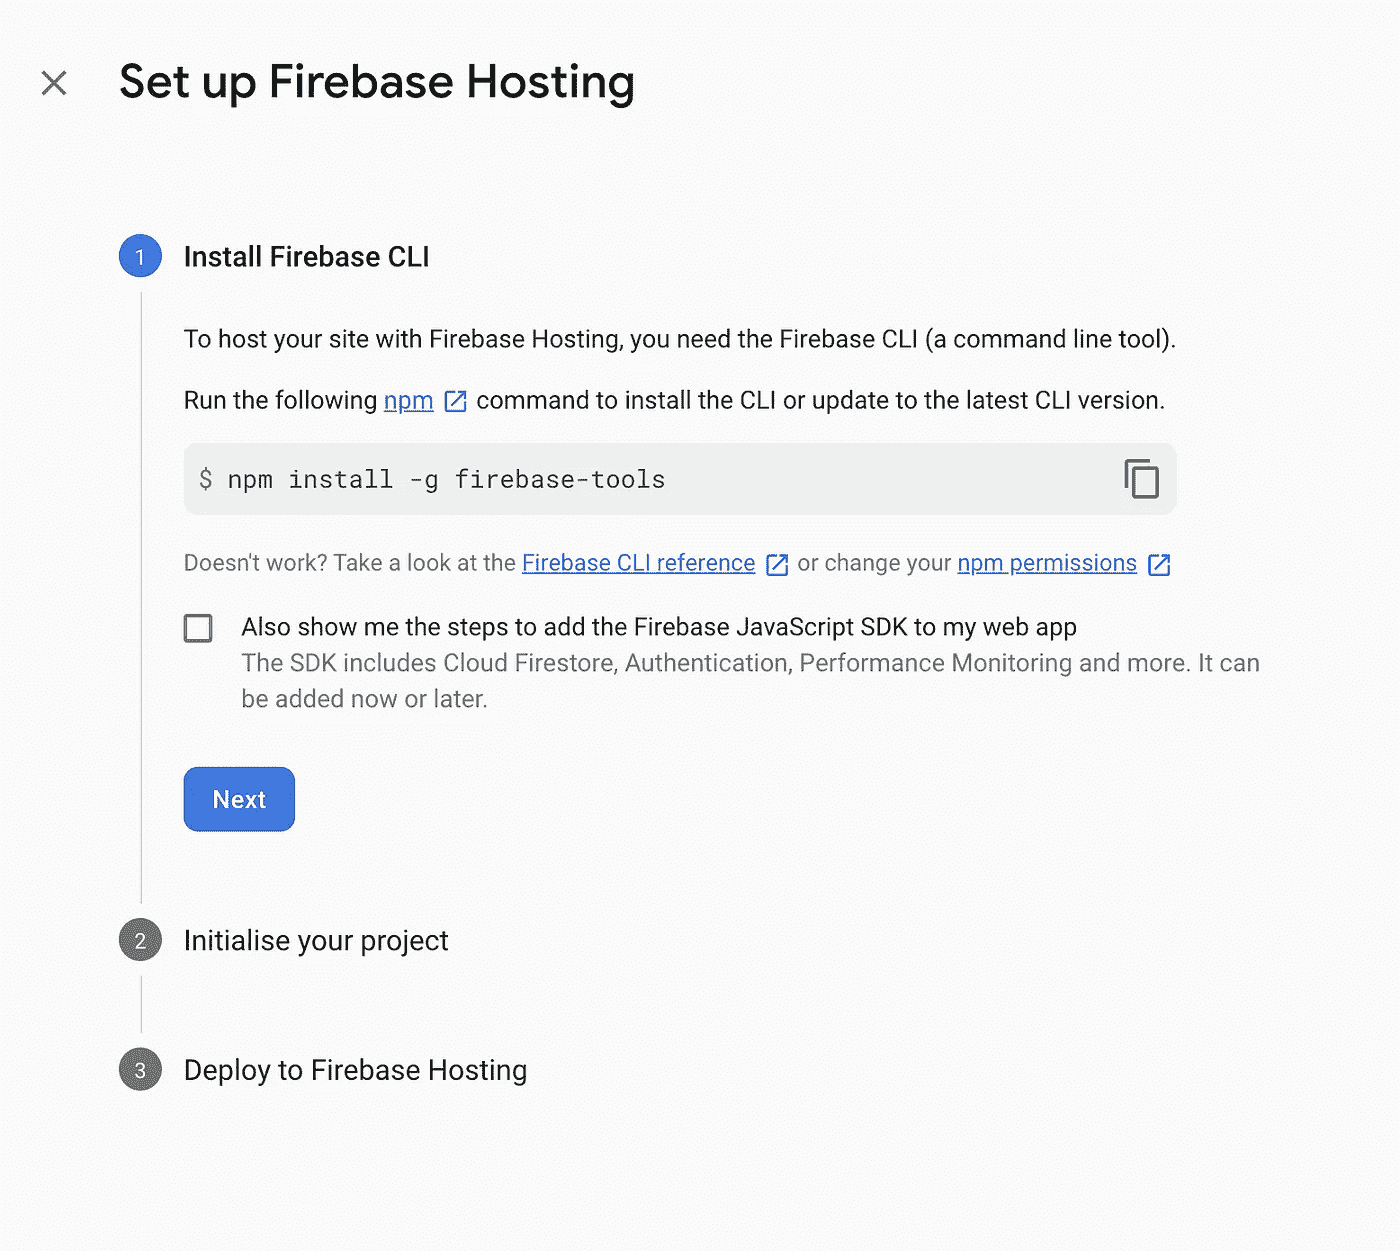 Set up Firebase Hosting
1
Install Firebase CLI
To host your site with Firebase Hosting, you need the Firebase CLI (a command line tool).
Run the following npm command to install the CLI or update to the latest CLI version.
$ npm install -g firebase-tools
Doesn't work? Take a look at the Firebase CLI reference or change your npm permissions
Also show me the steps to add the Firebase JavaScript SDK to my web app
The SDK includes Cloud Firestore, Authentication, Performance Monitoring and more. It can
be added now or later.
Next
2
Initialise your project
3
Deploy to Firebase Hosting